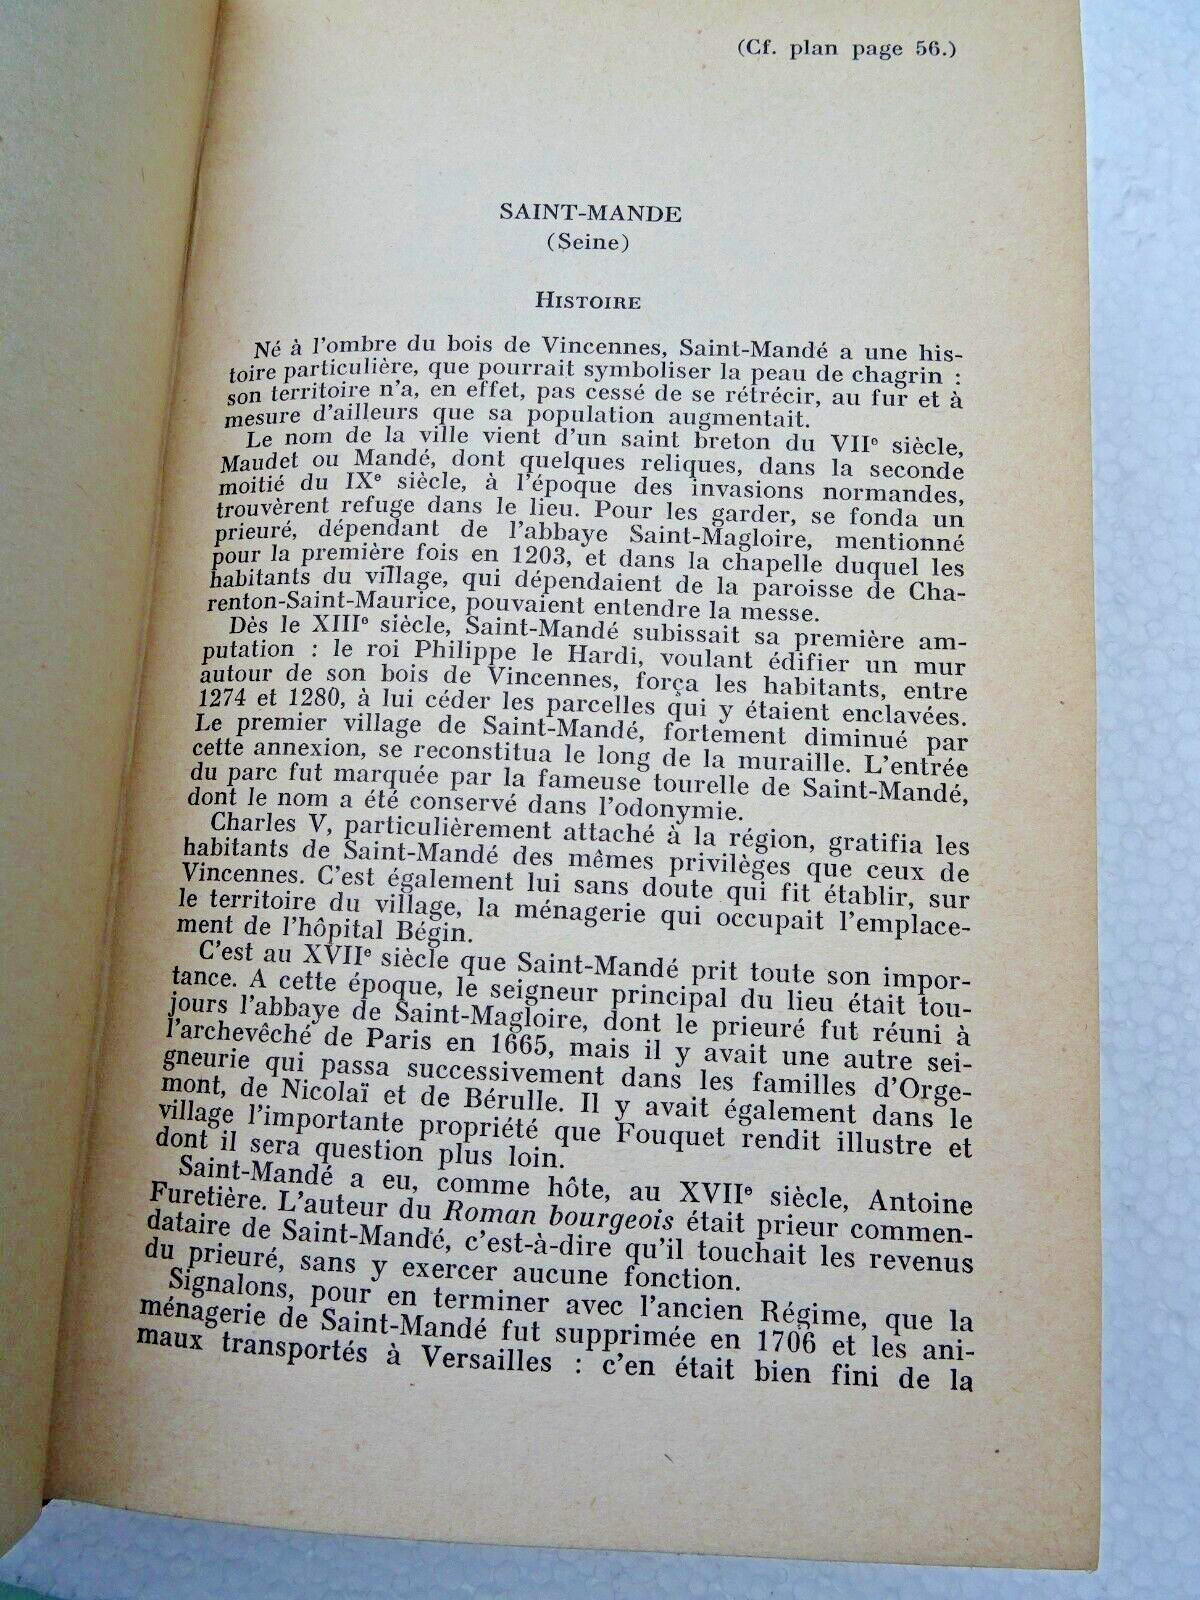 (Cf. plan page 56.)
SAINT-MANDE
(Seine)
HISTOIRE
Né à l'ombre du bois de Vincennes, Saint-Mandé a une his-
toire particulière, que pourrait symboliser la peau de chagrin :
son territoire n'a, en effet, pas cessé de se rétrécir, au fur et à
mesure d'ailleurs que sa population augmentait.
Le nom de la ville vient d'un saint breton du VIIe siècle,
Maudet ou Mandé, dont quelques reliques, dans la seconde
moitié du IXe siècle, à l'époque des invasions normandes,
trouvèrent refuge dans le lieu. Pour les garder, se fonda un
prieuré, dépendant de l'abbaye Saint-Magloire, mentionné
pour la première fois en 1203, et dans la chapelle duquel les
habitants du village, qui dépendaient de la paroisse de Cha-
renton-Saint-Maurice, pouvaient entendre la messe.
Dès le XIIIe siècle, Saint-Mandé subissait sa première am-
putation : le roi Philippe le Hardi, voulant édifier un mur
autour de son bois de Vincennes, força les habitants, entre
1274 et 1280, à lui céder les parcelles qui y étaient enclavées.
Le premier village de Saint-Mandé, fortement diminué par
cette annexion, se reconstitua le long de la muraille. L'entrée
du parc fut marquée par la fameuse tourelle de Saint-Mandé,
dont le nom a été conservé dans l'odonymie.
Charles V, particulièrement attaché à la région, gratifia les
habitants de Saint-Mandé des mêmes privilèges que ceux de
Vincennes. C'est également lui sans doute qui fit établir, sur
le territoire du village, la ménagerie qui occupait l'emplace-
ment de l'hôpital Bégin.
C'est au XVIIe siècle que Saint-Mandé prit toute son impor-
tance. A cette époque, le seigneur principal du lieu était tou-
jours l'abbaye de Saint-Magloire, dont le prieuré fut réuni à
l'archevêché de Paris en 1665, mais il y avait une autre sei-
gneurie qui passa successivement dans les familles d'Orge-
mont, de Nicolaï et de Bérulle. Il y avait également dans le
village l'importante propriété que Fouquet rendit illustre et
dont il sera question plus loin.
Saint-Mandé a eu, comme hôte, au XVIIe siècle, Antoine
Furetière. L'auteur du Roman bourgeois était prieur commen-
dataire de Saint-Mandé, c'est-à-dire qu'il touchait les revenus
du prieuré, sans y exercer aucune fonction.
Signalons, pour en terminer avec l'ancien Régime, que la
ménagerie de Saint-Mandé fut supprimée en 1706 et les ani-
maux transportés à Versailles : c'en était bien fini de la